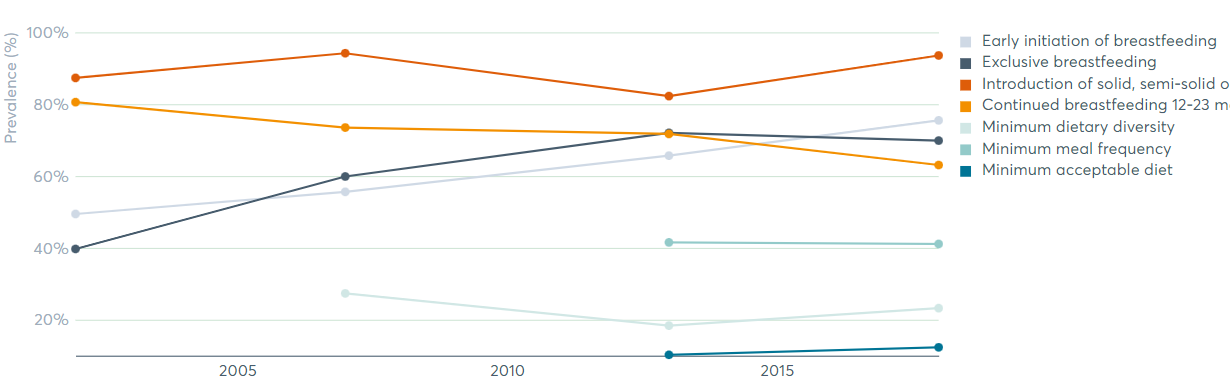 Prevalence (%)
100%
80%
60%
40%
20%
2005
2010
2015
Early initiation of breastfeeding
Exclusive breastfeeding
Introduction of solid, semi-solid o
Continued breastfeeding 12-23 m
Minimum dietary diversity
Minimum meal frequency
Minimum acceptable diet